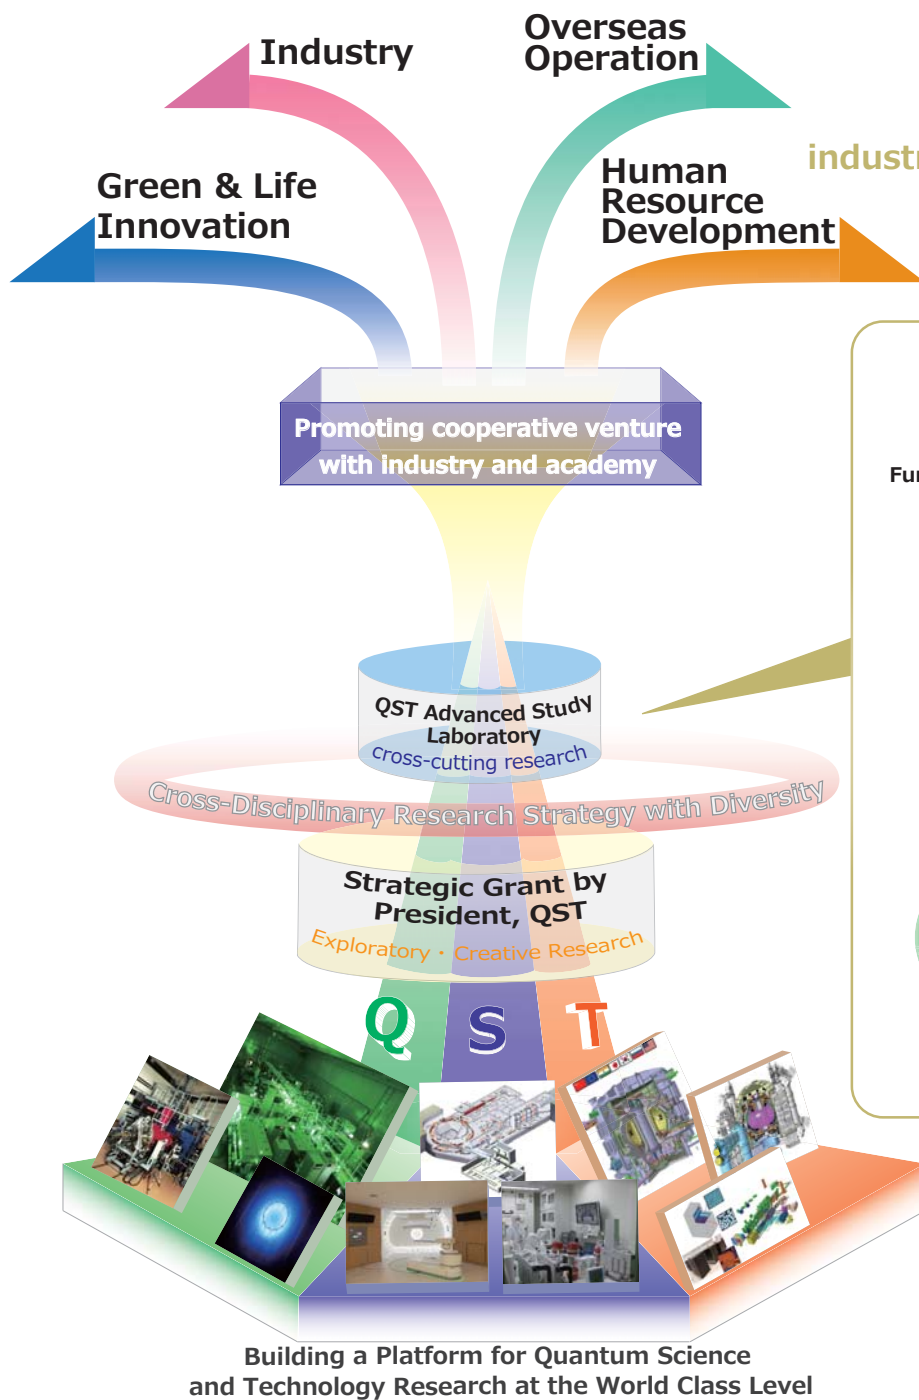 Industry
Overseas
Operation
industr
Green & Life
Innovation
Human
Resource
Development
Promoting cooperative venture
with industry and academy
Fur
QST Advanced Study
Laboratory
cross-cutting research
Cross-Disciplinary Research Strategy with Diversity
Strategic Grant by
President, QST
Exploratory・Creative Research
Q S T
Building a Platform for Quantum Science
and Technology Research at the World Class Level